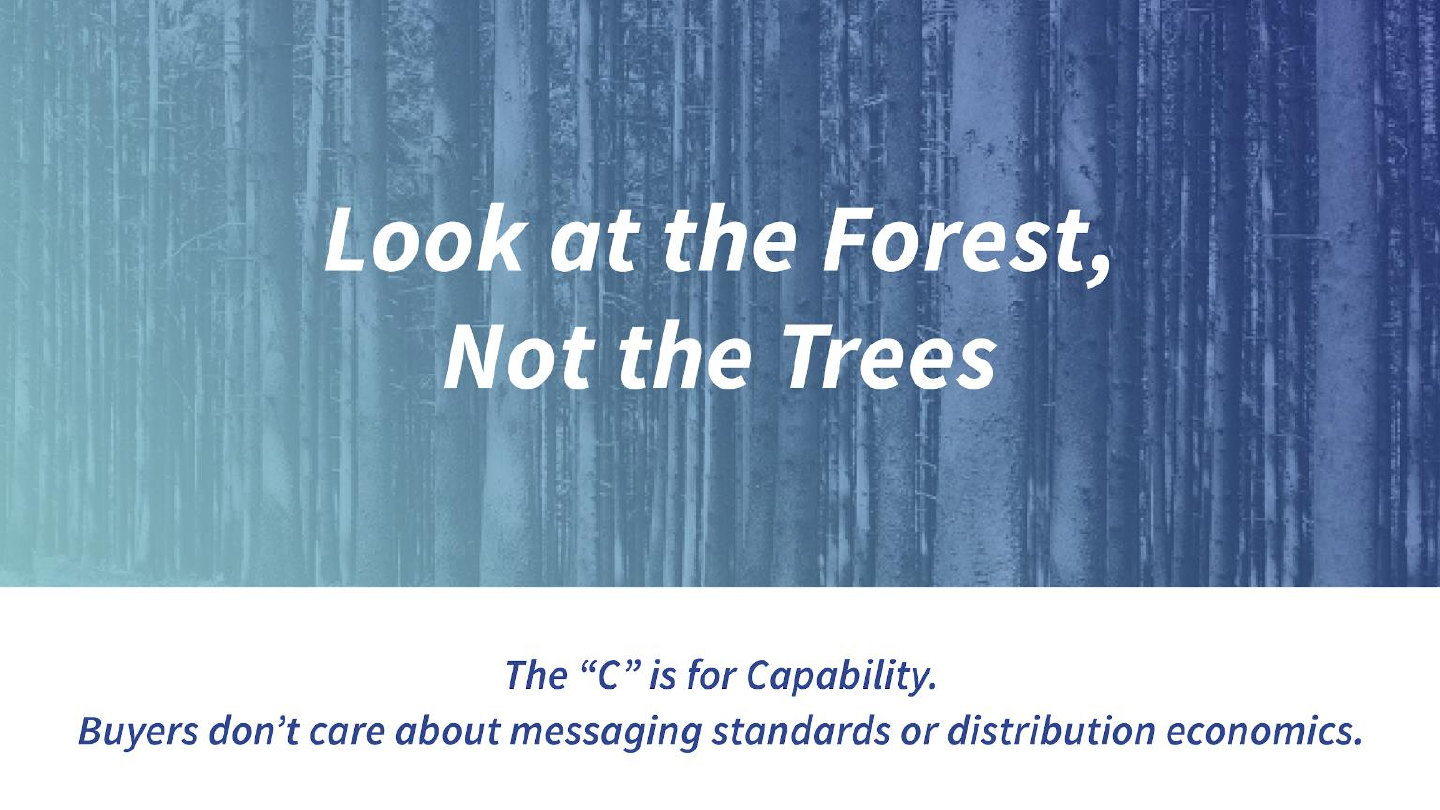 Look at the Forest,
Not the Trees
The “C” is for Capability.
Buyers don’t care about messaging standards or distribution economics.